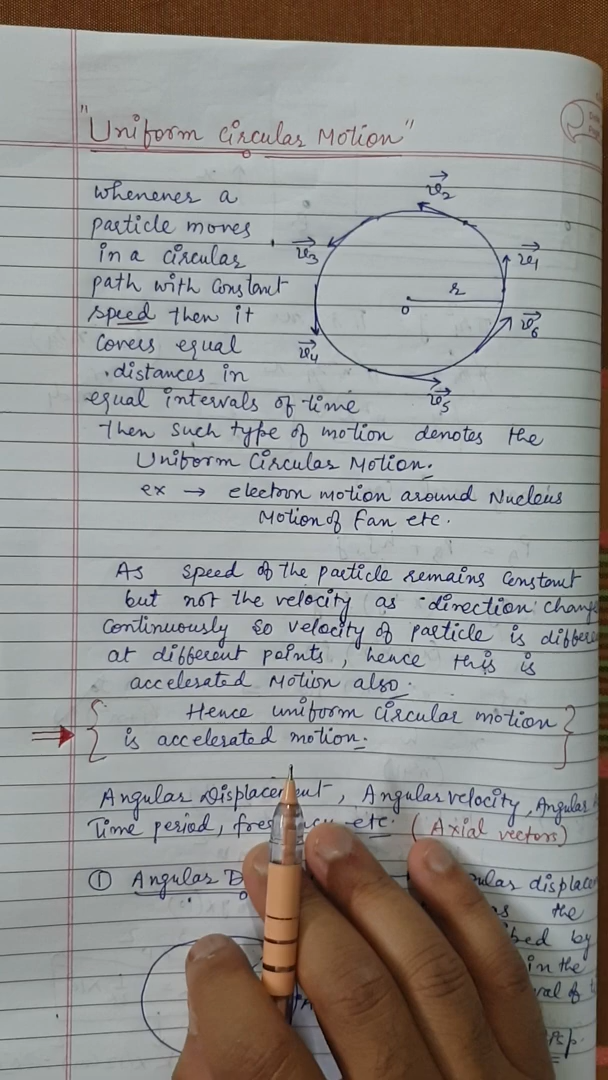 "Uniform Circular Motion"
whenever a
particle moves
in a circular
path with Constant
speed then it
Covers equal
distances in
equal intervals of time
then such type of motion denotes the
Uniform Circular Motion.
ex → electron motion around Nucleus
Motion of Fan etc.
v₂
v₃
v₁
r
o
v₆
v₄
v₅
As speed of the particle remains Constant
but not the velocity as direction change
Continuously so velocity of particle is
at different points, hence this is
accelerated Motion also.
Hence uniform circular motion
is accelerated motion.
Angular Displacement, Angular velocity, Angular
Time period, etc. (Axial vectors)
① Angular
the
by
in the